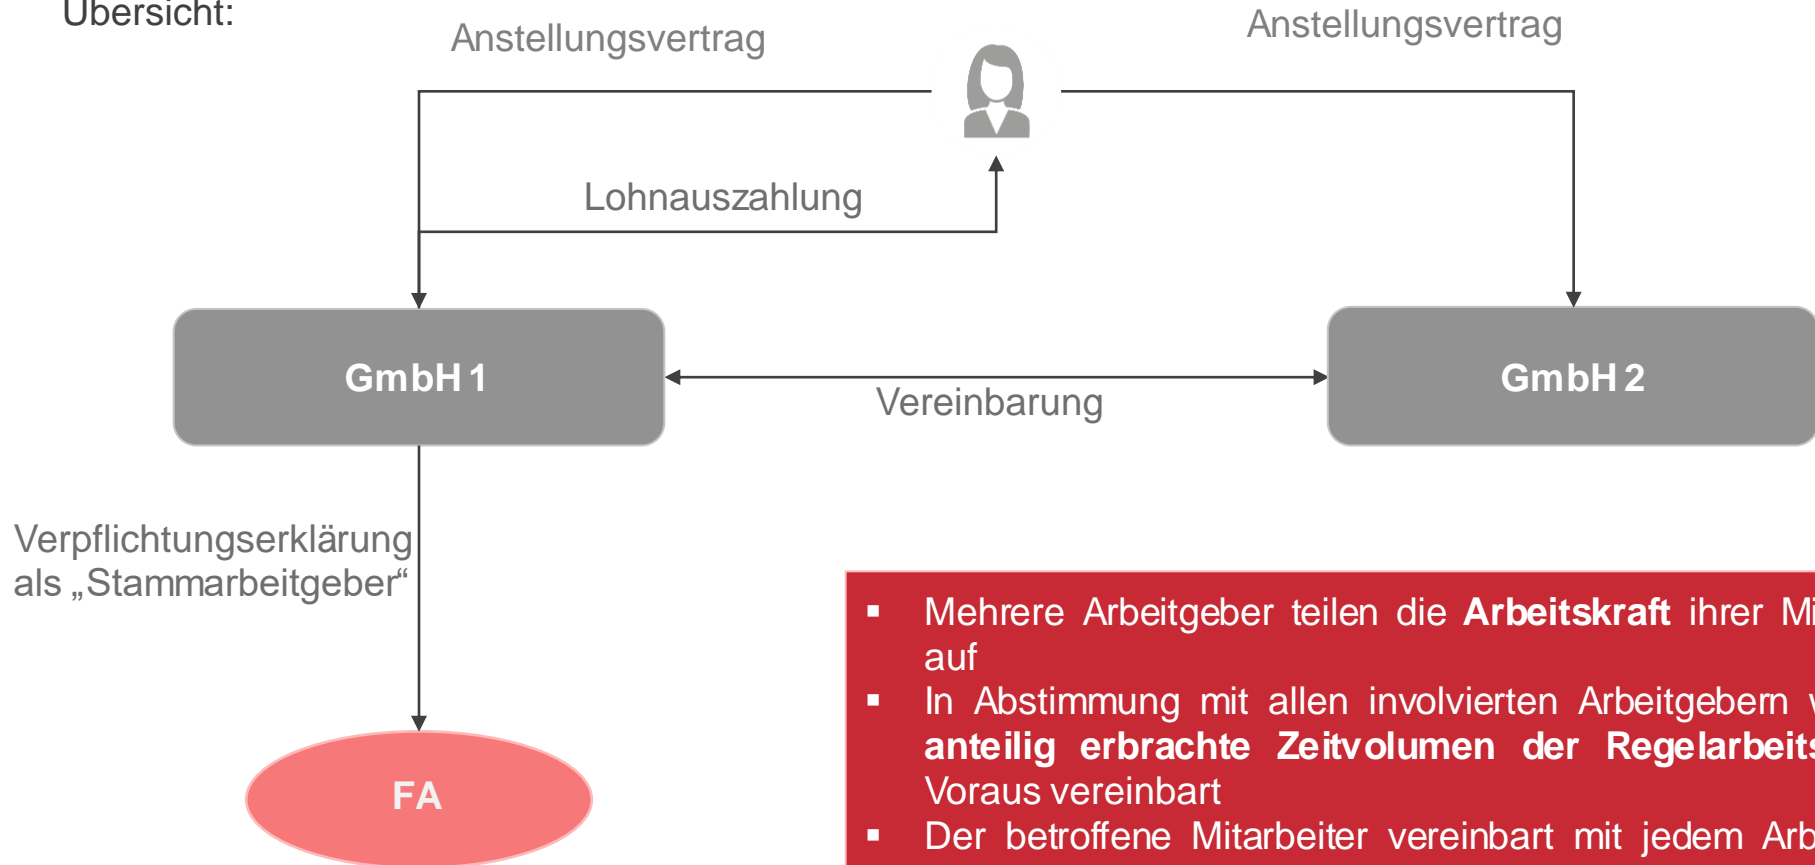 Übersicht:
Anstellungsvertrag
Anstellungsvertrag
Lohnauszahlung
GmbH 1
GmbH 2
Vereinbarung
Verpflichtungserklärung
als „Stammarbeitgeber“
FA
▪ Mehrere Arbeitgeber teilen die Arbeitskraft ihrer
auf
▪ In Abstimmung mit allen involvierten Arbeitgebern
anteilig erbrachte Zeitvolumen der
Voraus vereinbart
▪ Der betroffene Mitarbeiter vereinbart mit jedem